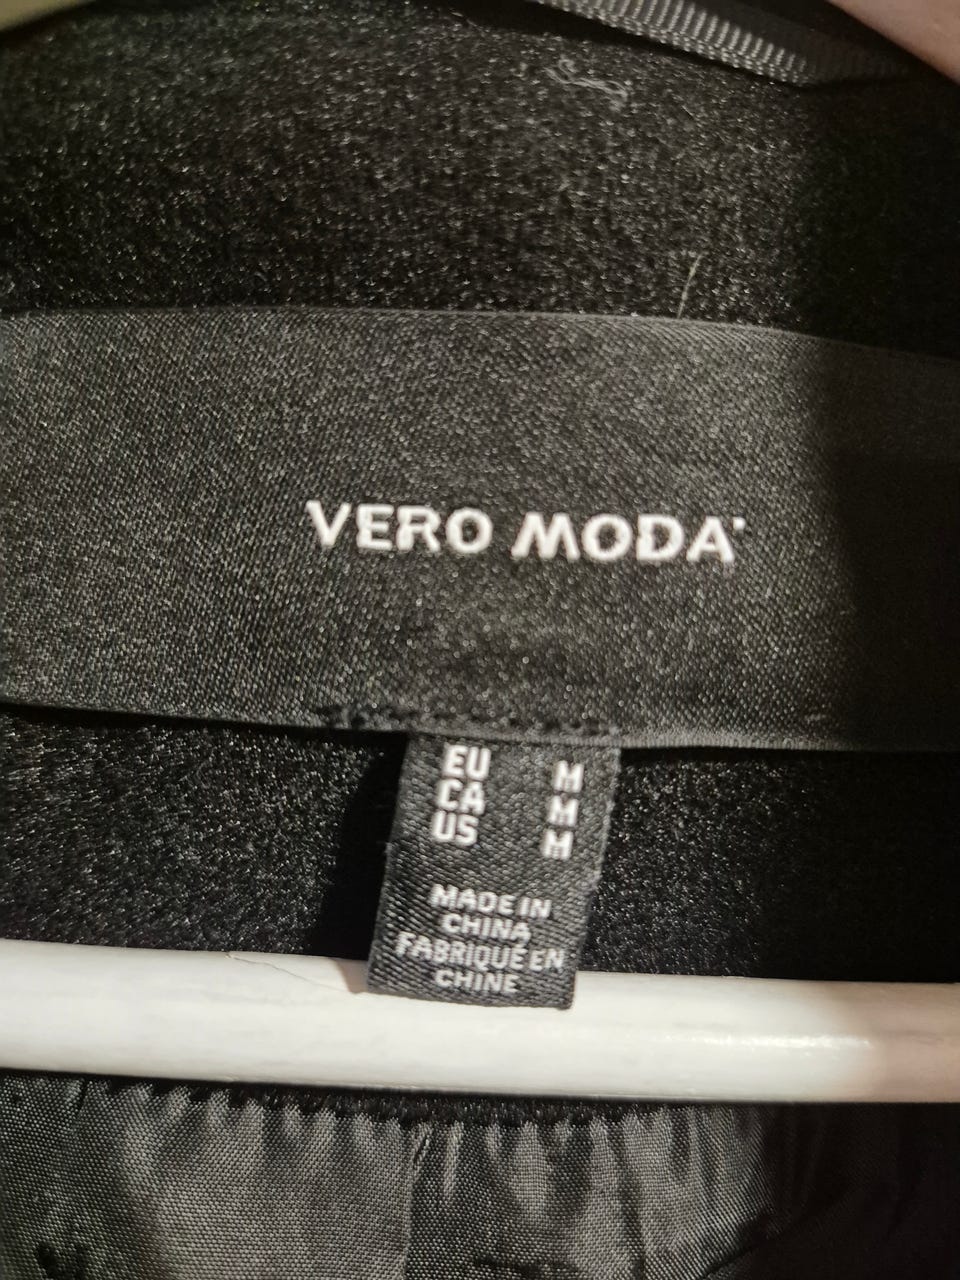 VERO MODA
EU M
CA M
US M
MADE IN
CHINA
FABRIQUÉ EN
CHINE